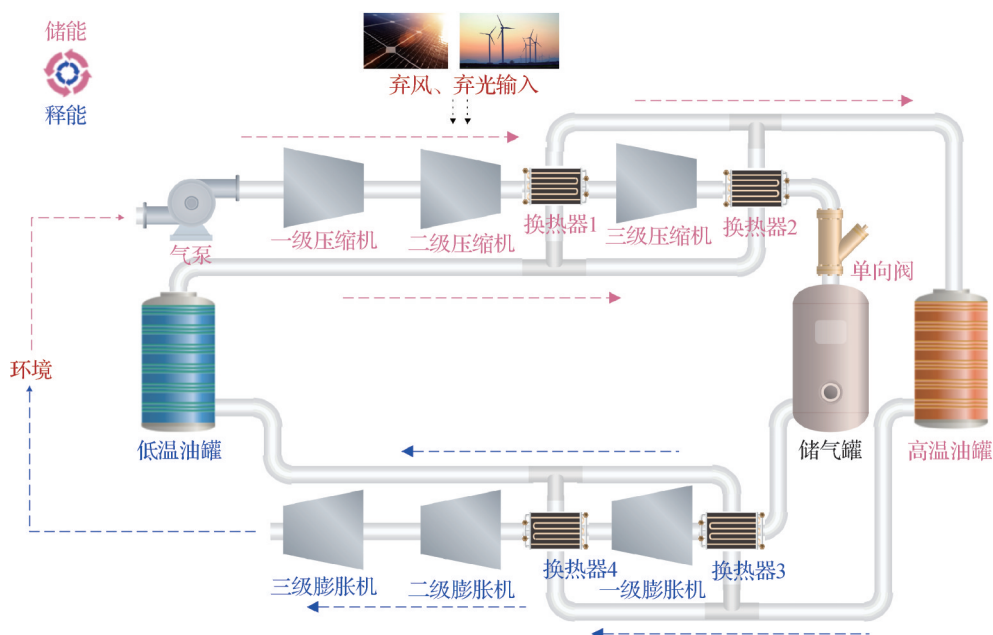 储能
释能
弃风、弃光输入
气泵
一级压缩机
二级压缩机
换热器1
三级压缩机
换热器2
单向阀
环境
低温油罐
储气罐
高温油罐
三级膨胀机
二级膨胀机
换热器4
一级膨胀机
换热器3